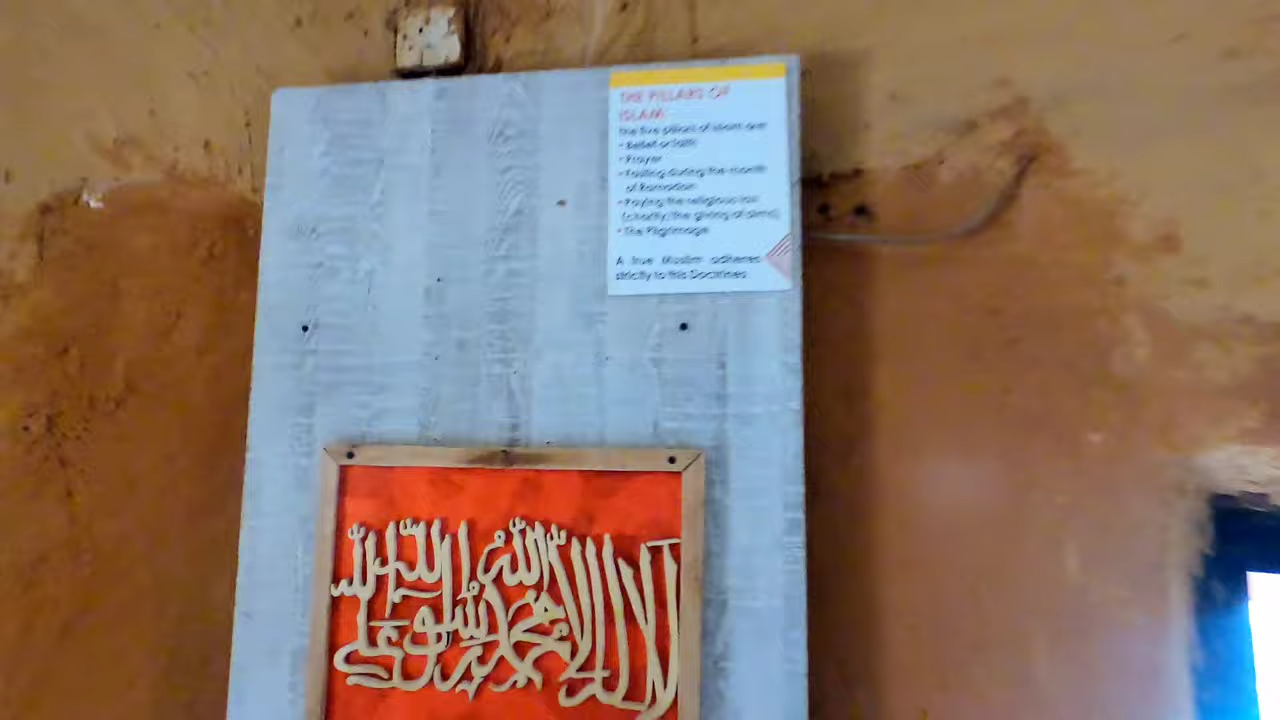 THE PILLARS OF
ISLAM
The five pillars of Islam are:
• Belief or faith
• Prayer
• Fasting during the month
of Ramadan
• Paying the religious tax
(charity/the giving of alms)
• The Pilgrimage
A true Muslim adheres
strictly to this Doctrines
لا اله الا الله محمد رسول الله